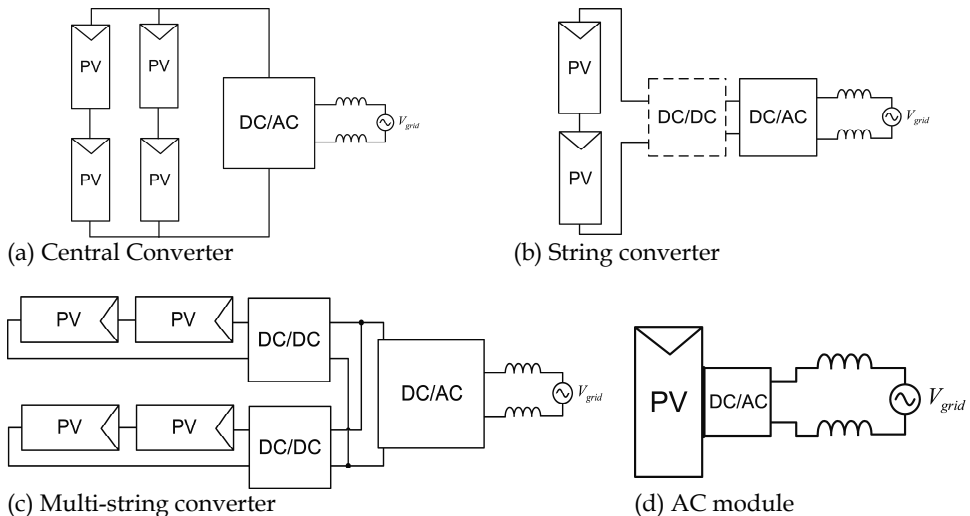 PV PV
DC/AC
V_grid
PV PV
(a) Central Converter
PV
DC/DC DC/AC
V_grid
PV
(b) String converter
PV PV
DC/DC
DC/AC
V_grid
PV PV
DC/DC
(c) Multi-string converter
PV DC/AC
V_grid
(d) AC module